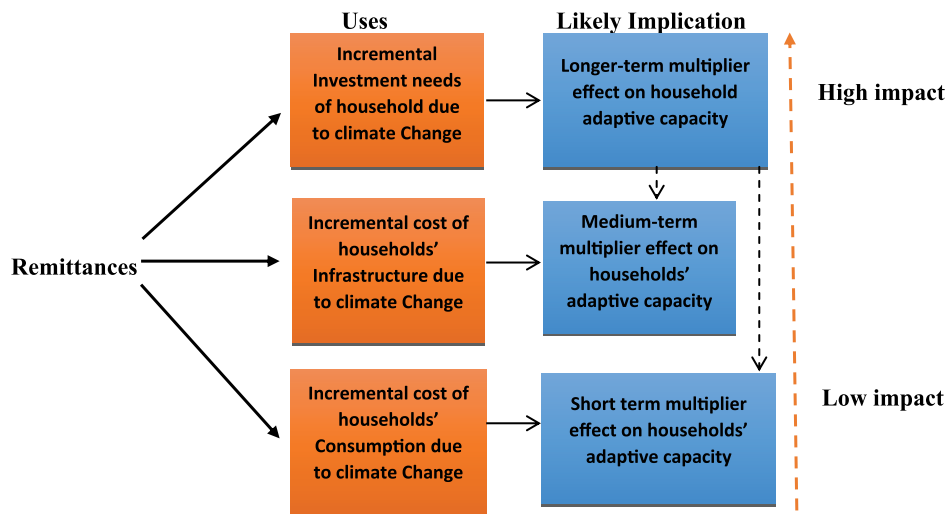 Uses
Likely Implication
Incremental
Investment needs
of household due
to climate Change
Longer-term multiplier
effect on household
adaptive capacity
High impact
Incremental cost of
households’
Infrastructure due
to climate Change
Medium-term
multiplier effect on
households’
adaptive capacity
Remittances
Incremental cost of
households’
Consumption due
to climate Change
Short term multiplier
effect on households’
adaptive capacity
Low impact